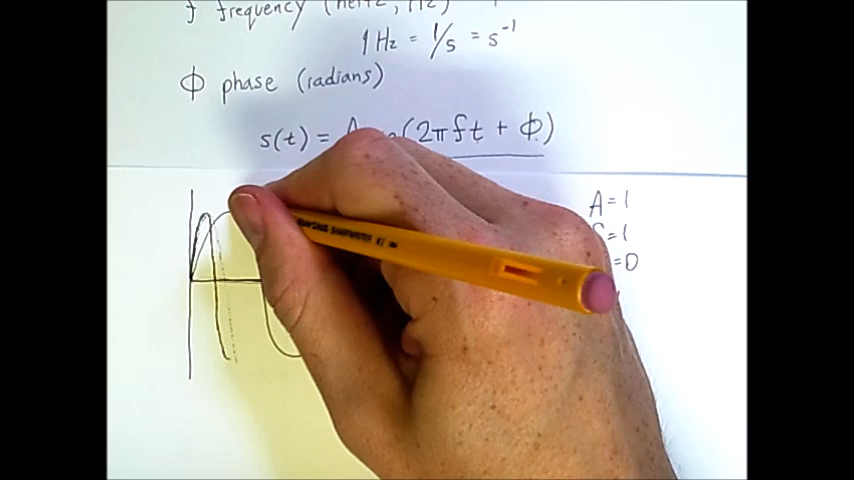 f frequency (hertz, Hz)
1 Hz = 1/s = s⁻¹
Φ phase (radians)
s(t) = A (2πft + Φ)
A = 1
= 1
= 0